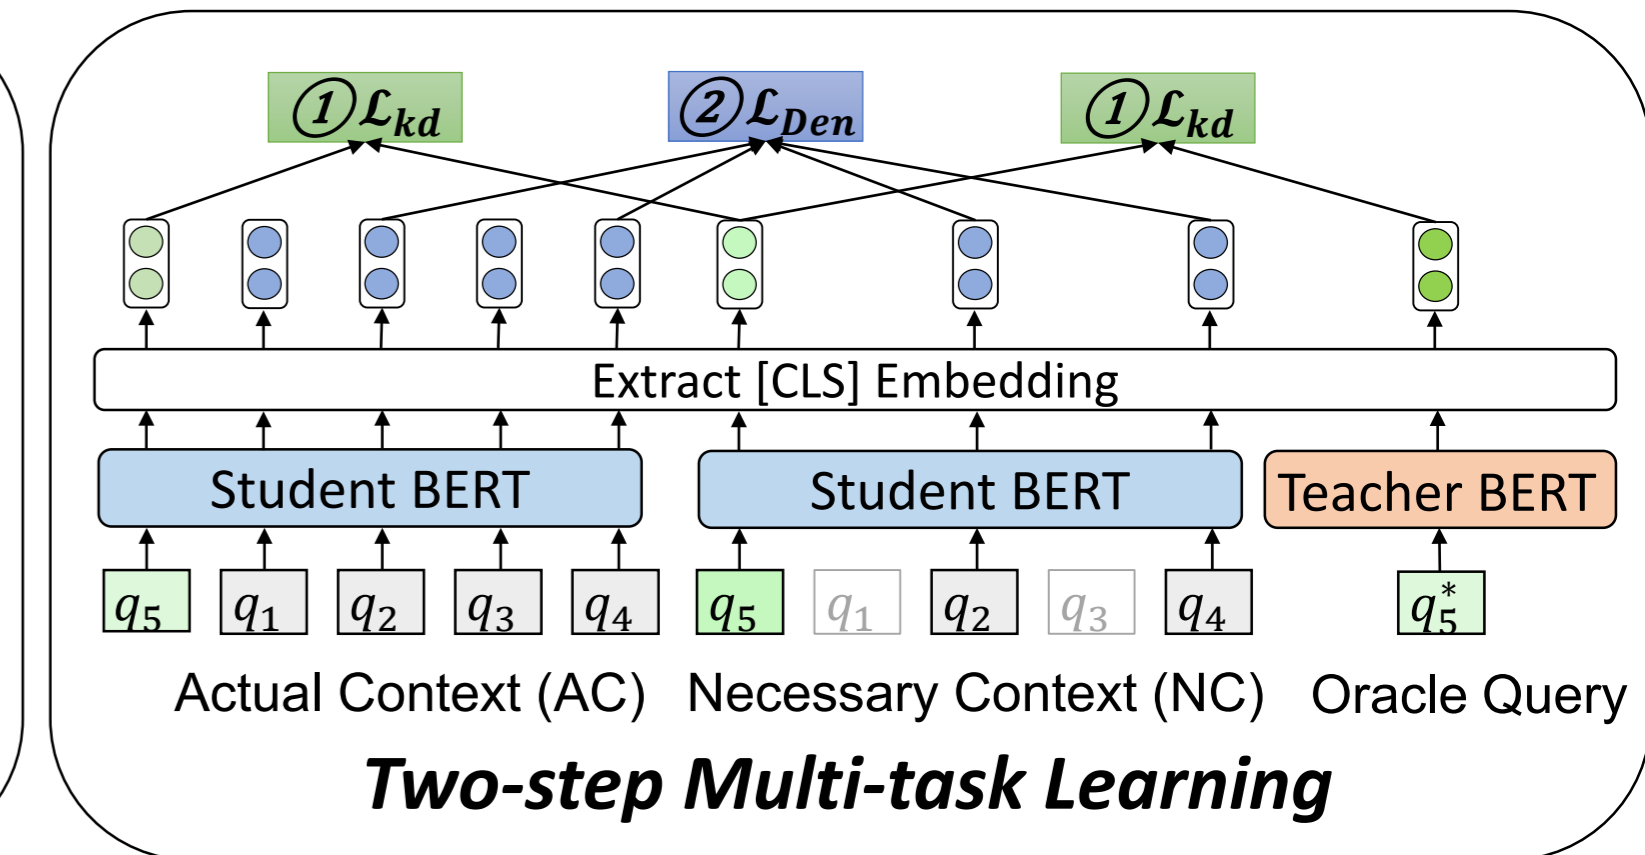 ①ℒkd ②ℒDen ①ℒkd
Extract [CLS] Embedding
Student BERT Student BERT Teacher BERT
q5 q1 q2 q3 q4 q5 q1 q2 q3 q4 q5*
Actual Context (AC) Necessary Context (NC) Oracle Query
Two-step Multi-task Learning